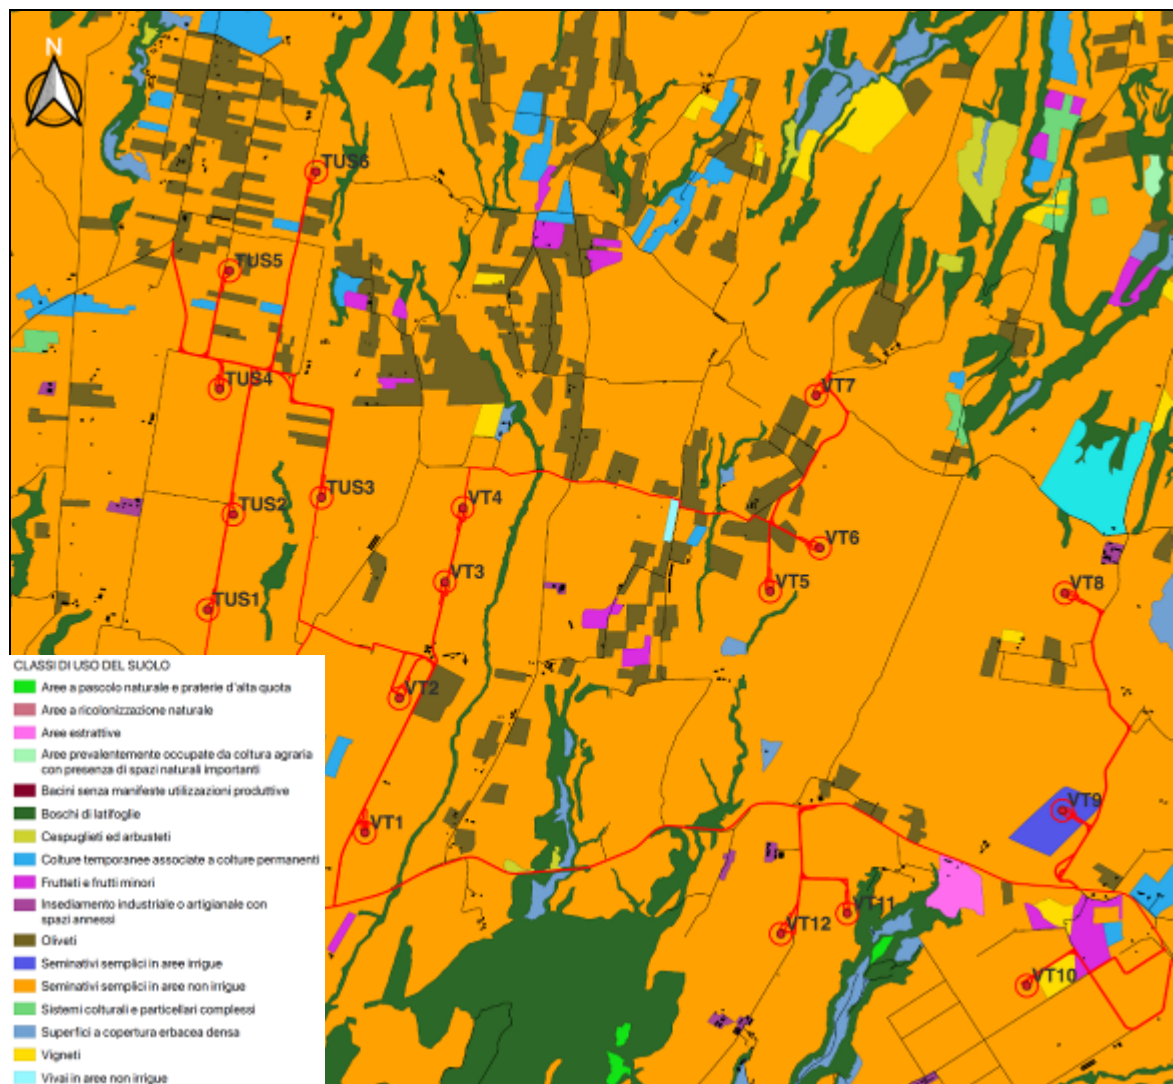 N
TUS6
TUS5
TUS4
VT7
TUS3
VT4
TUS2
VT6
VT3
VT5
VT8
TUS1
CLASSI DI USO DEL SUOLO
Aree a pascolo naturale e praterie d'alta quota
Aree a ricolonizzazione naturale
Aree estrattive
Aree prevalentemente occupate da coltura agraria
con presenza di spazi naturali importanti
Bacini senza manifeste utilizzazioni produttive
Boschi di latifoglie
Cespuglieti ed arbusteti
Colture temporanee associate a colture permanenti
Frutteti e frutti minori
Insediamento industriale o artigianale con
spazi annessi
Oliveti
Seminativi semplici in aree irrigue
Seminativi semplici in aree non irrigue
Sistemi colturali e particellari complessi
Superfici a copertura erbacea densa
Vigneti
Vivai in aree non irrigue
VT2
VT9
VT1
VT11
VT12
VT10